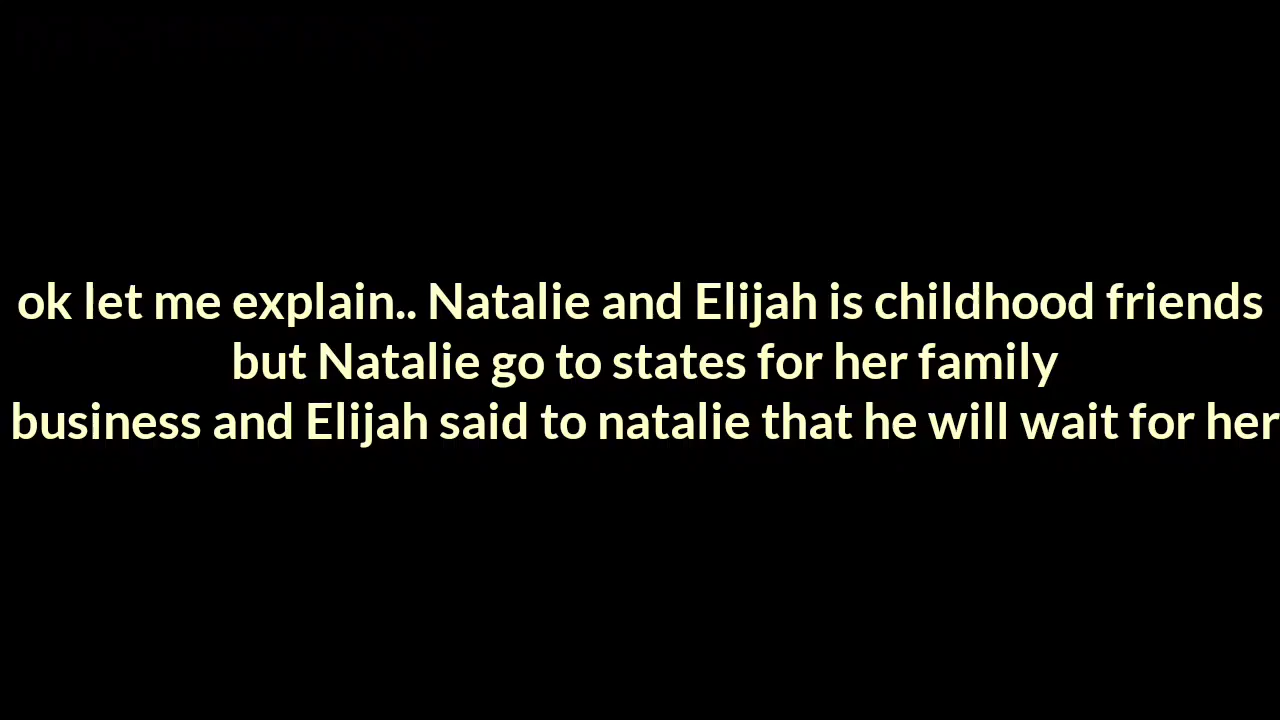 ok let me explain.. Natalie and Elijah is childhood friends
but Natalie go to states for her family
business and Elijah said to natalie that he will wait for her